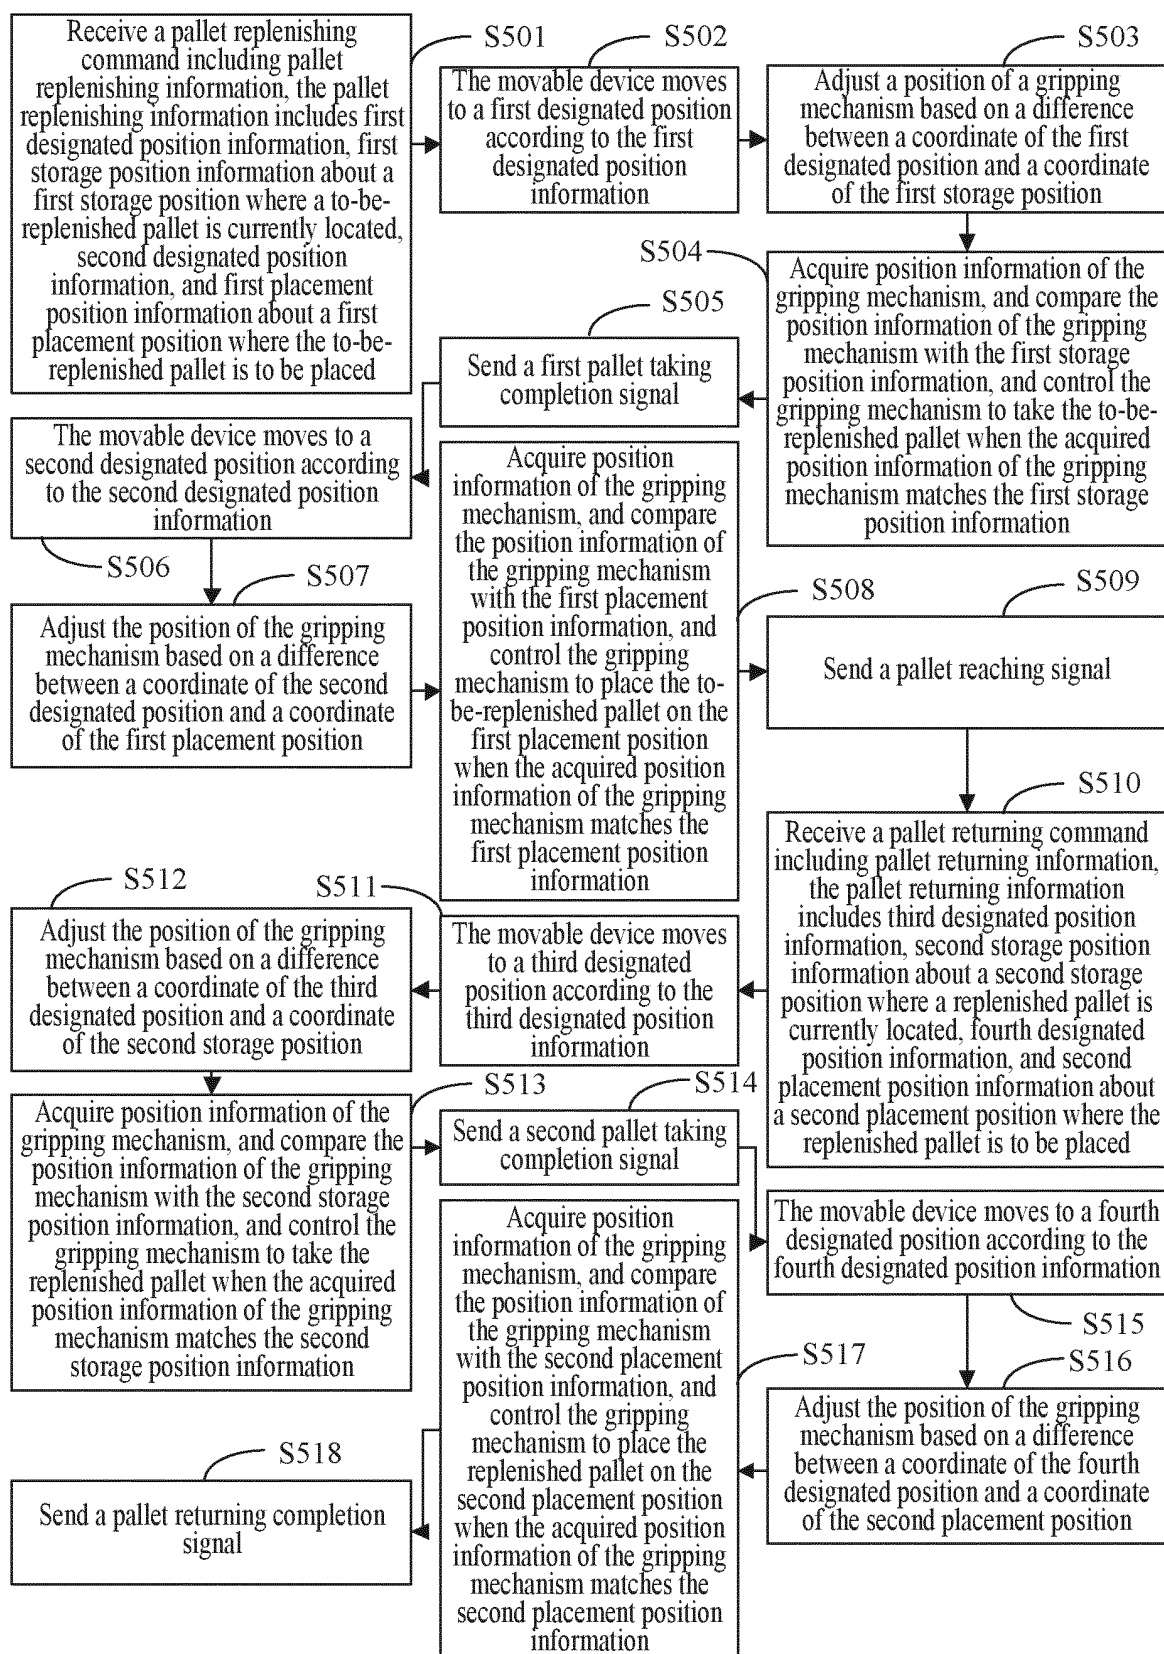 S501
Receive a pallet replenishing
command including pallet
replenishing information, the pallet
replenishing information includes first
designated position information, first
storage position information about a
first storage position where a to-be-
replenished pallet is currently located,
second designated position
information, and first placement
position information about a first
placement position where the to-be-
replenished pallet is to be placed
S502
The movable device moves
to a first designated position
according to the first
designated position
information
S503
Adjust a position of a gripping
mechanism based on a difference
between a coordinate of the first
designated position and a coordinate
of the first storage position
S504
Acquire position information of the
gripping mechanism, and compare the
position information of the gripping
mechanism with the first storage
position information, and control the
gripping mechanism to take the to-be-
replenished pallet when the acquired
position information of the gripping
mechanism matches the first storage
position information
S505
Send a first pallet taking
completion signal
The movable device moves to a
second designated position according
to the second designated position
information
S506
S507
Adjust the position of the gripping
mechanism based on a difference
between a coordinate of the second
designated position and a coordinate
of the first placement position
S508
Acquire position
information of the gripping
mechanism, and compare
the position information of
the gripping mechanism
with the first placement
position information, and
control the gripping
mechanism to place the to-
be-replenished pallet on the
first placement position
when the acquired position
information of the gripping
mechanism matches the
first placement position
information
S509
Send a pallet reaching signal
S510
Receive a pallet returning command
including pallet returning information,
the pallet returning information
includes third designated position
information, second storage position
information about a second storage
position where a replenished pallet is
currently located, fourth designated
position information, and second
placement position information about
a second placement position where the
replenished pallet is to be placed
S511
The movable device moves
to a third designated
position according to the
third designated position
information
S512
Adjust the position of the gripping
mechanism based on a difference
between a coordinate of the third
designated position and a coordinate
of the second storage position
S513
Acquire position information of the
gripping mechanism, and compare the
position information of the gripping
mechanism with the second storage
position information, and control the
gripping mechanism to take the
replenished pallet when the acquired
position information of the gripping
mechanism matches the second
storage position information
S514
Send a second pallet taking
completion signal
The movable device moves to a fourth
designated position according to the
fourth designated position information
S515
S516
Adjust the position of the gripping
mechanism based on a difference
between a coordinate of the fourth
designated position and a coordinate
of the second placement position
S517
Acquire position
information of the gripping
mechanism, and compare
the position information of
the gripping mechanism
with the second placement
position information, and
control the gripping
mechanism to place the
replenished pallet on the
second placement position
when the acquired position
information of the gripping
mechanism matches the
second placement position
information
S518
Send a pallet returning completion
signal